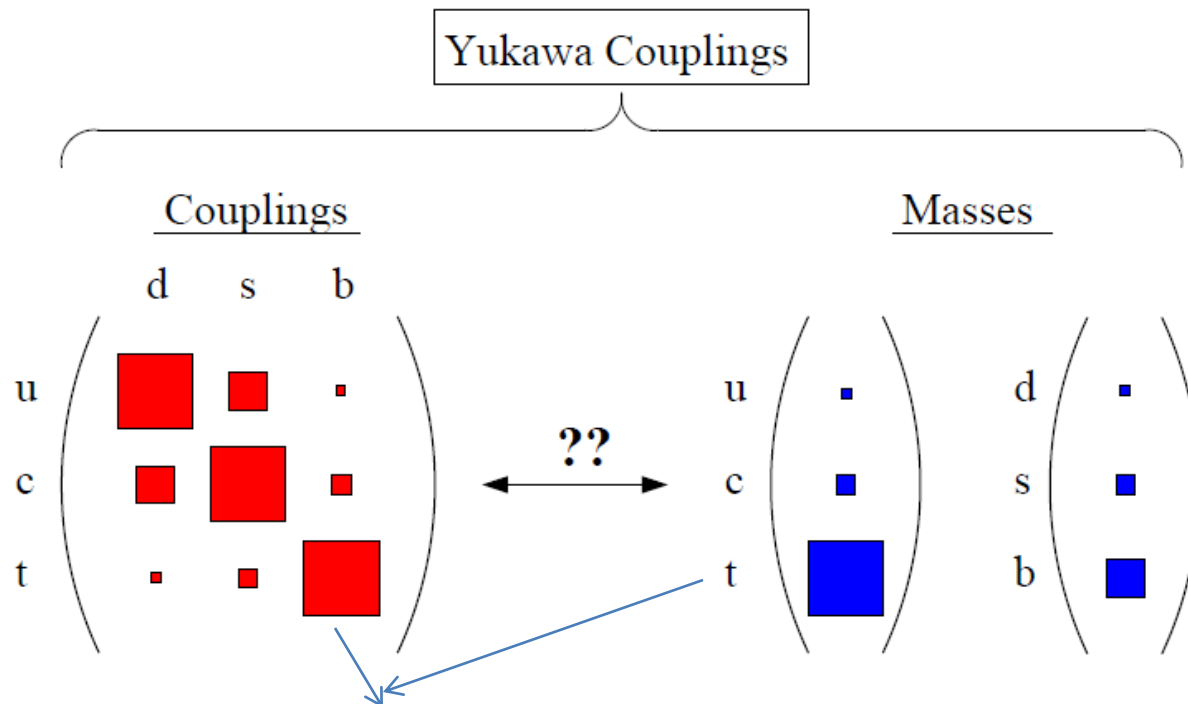 Yukawa Couplings
Couplings Masses
d s b
u u d
c ?? c s
t t b